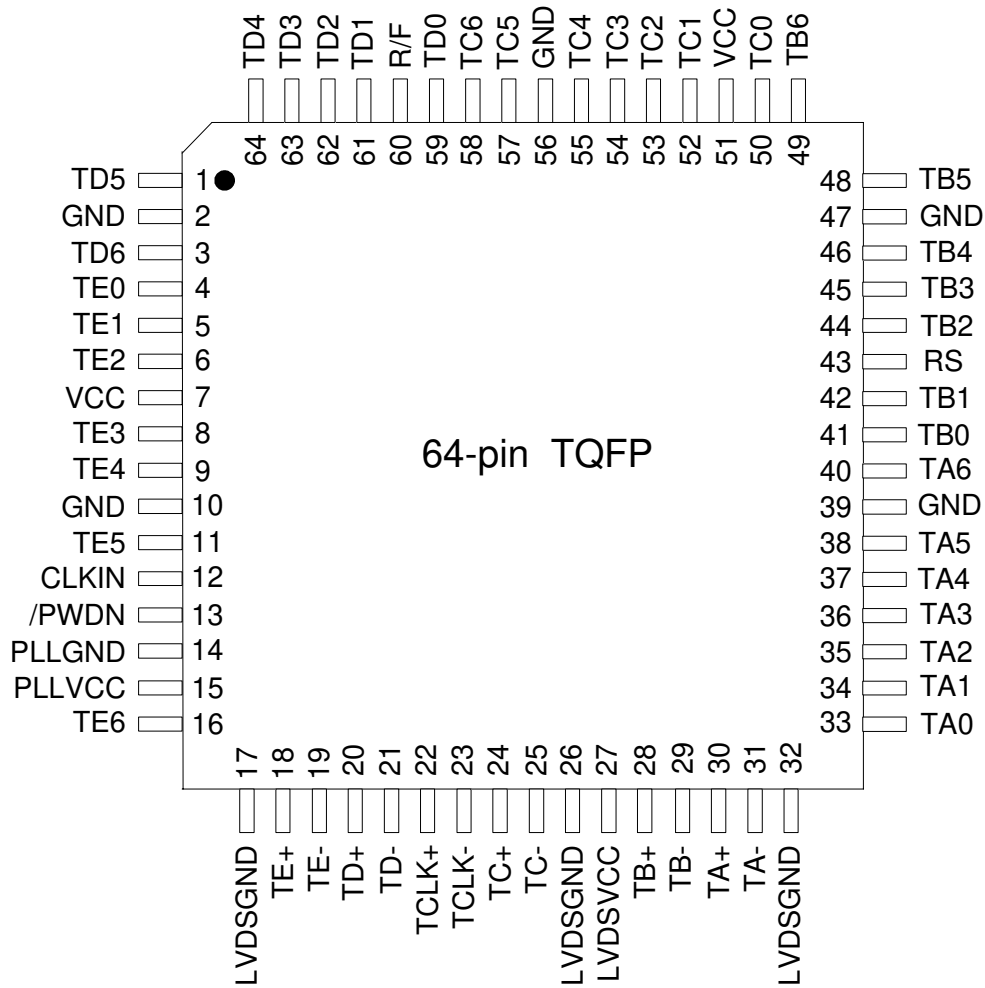 TD4 TD3 TD2 TD1 R/F TD0 TC6 TC5 GND TC4 TC3 TC2 TC1 VCC TC0 TB6
64 63 62 61 60 59 58 57 56 55 54 53 52 51 50 49
TD5 1 48 TB5
GND 2 47 GND
TD6 3 46 TB4
TE0 4 45 TB3
TE1 5 44 TB2
TE2 6 43 RS
VCC 7 42 TB1
TE3 8 41 TB0
64-pin TQFP
TE4 9 40 TA6
GND 10 39 GND
TE5 11 38 TA5
CLKIN 12 37 TA4
/PWDN 13 36 TA3
PLLGND 14 35 TA2
PLLVCC 15 34 TA1
TE6 16 33 TA0
17 18 19 20 21 22 23 24 25 26 27 28 29 30 31 32
LVDSGND TE+ TE- TD+ TD- TCLK+ TCLK- TC+ TC- LVDSGND LVDSVCC TB+ TB- TA+ TA- LVDSGND